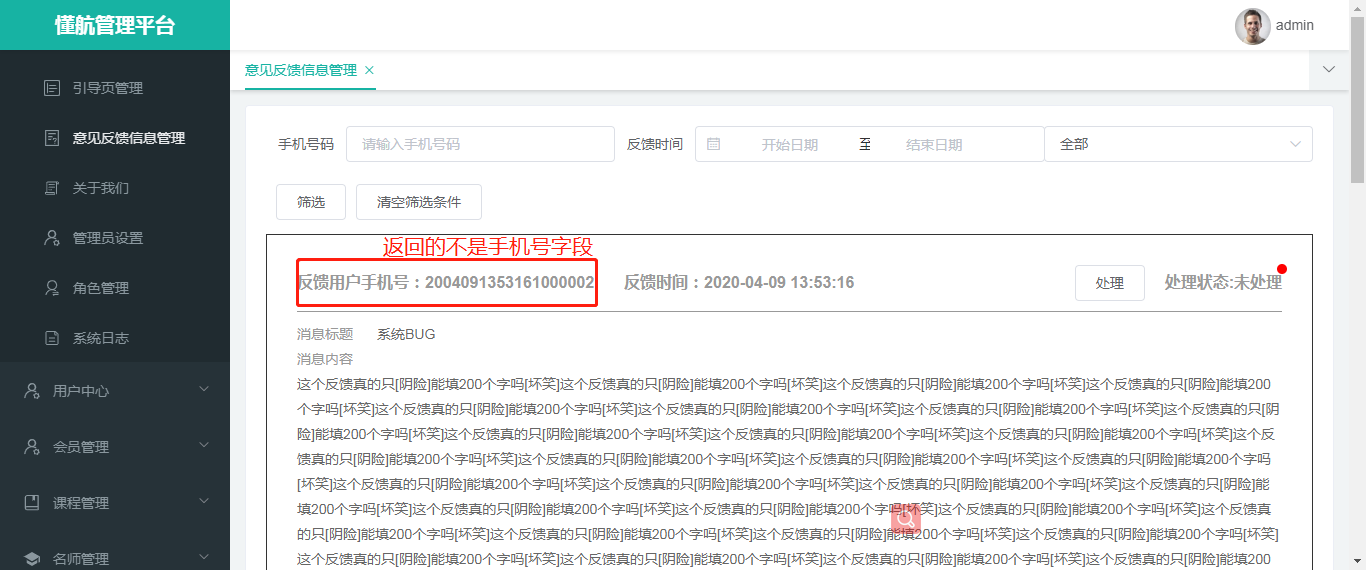 懂航管理平台
admin
引导页管理
意见反馈信息管理
关于我们
管理员设置
角色管理
系统日志
用户中心
会员管理
课程管理
名师管理
意见反馈信息管理 ×
手机号码 请输入手机号码 反馈时间 开始日期 至 结束日期 全部
筛选 清空筛选条件
返回的不是手机号字段
反馈用户手机号：2004091353161000002 反馈时间：2020-04-09 13:53:16 处理 处理状态:未处理
消息标题 系统BUG
消息内容
这个反馈真的只[阴险]能填200个字吗[坏笑]这个反馈真的只[阴险]能填200个字吗[坏笑]这个反馈真的只[阴险]能填200个字吗[坏笑]这个反馈真的只[阴险]能填200
个字吗[坏笑]这个反馈真的只[阴险]能填200个字吗[坏笑]这个反馈真的只[阴险]能填200个字吗[坏笑]这个反馈真的只[阴险]能填200个字吗[坏笑]这个反馈真的只[阴
险]能填200个字吗[坏笑]这个反馈真的只[阴险]能填200个字吗[坏笑]这个反馈真的只[阴险]能填200个字吗[坏笑]这个反馈真的只[阴险]能填200个字吗[坏笑]这个反
馈真的只[阴险]能填200个字吗[坏笑]这个反馈真的只[阴险]能填200个字吗[坏笑]这个反馈真的只[阴险]能填200个字吗[坏笑]这个反馈真的只[阴险]能填200个字吗
[坏笑]这个反馈真的只[阴险]能填200个字吗[坏笑]这个反馈真的只[阴险]能填200个字吗[坏笑]这个反馈真的只[阴险]能填200个字吗[坏笑]这个反馈真的只[阴险]能
填200个字吗[坏笑]这个反馈真的只[阴险]能填200个字吗[坏笑]这个反馈真的只[阴险]能填200个字吗[坏笑]这个反馈真的只[阴险]能填200个字吗[坏笑]这个反馈真
的只[阴险]能填200个字吗[坏笑]这个反馈真的只[阴险]能填200个字吗[坏笑]这个反馈真的只[阴险]能填200个字吗[坏笑]这个反馈真的只[阴险]能填200个字吗[坏笑]
这个反馈真的只[阴险]能填200个字吗[坏笑]这个反馈真的只[阴险]能填200个字吗[坏笑]这个反馈真的只[阴险]能填200个字吗[坏笑]这个反馈真的只[阴险]能填200